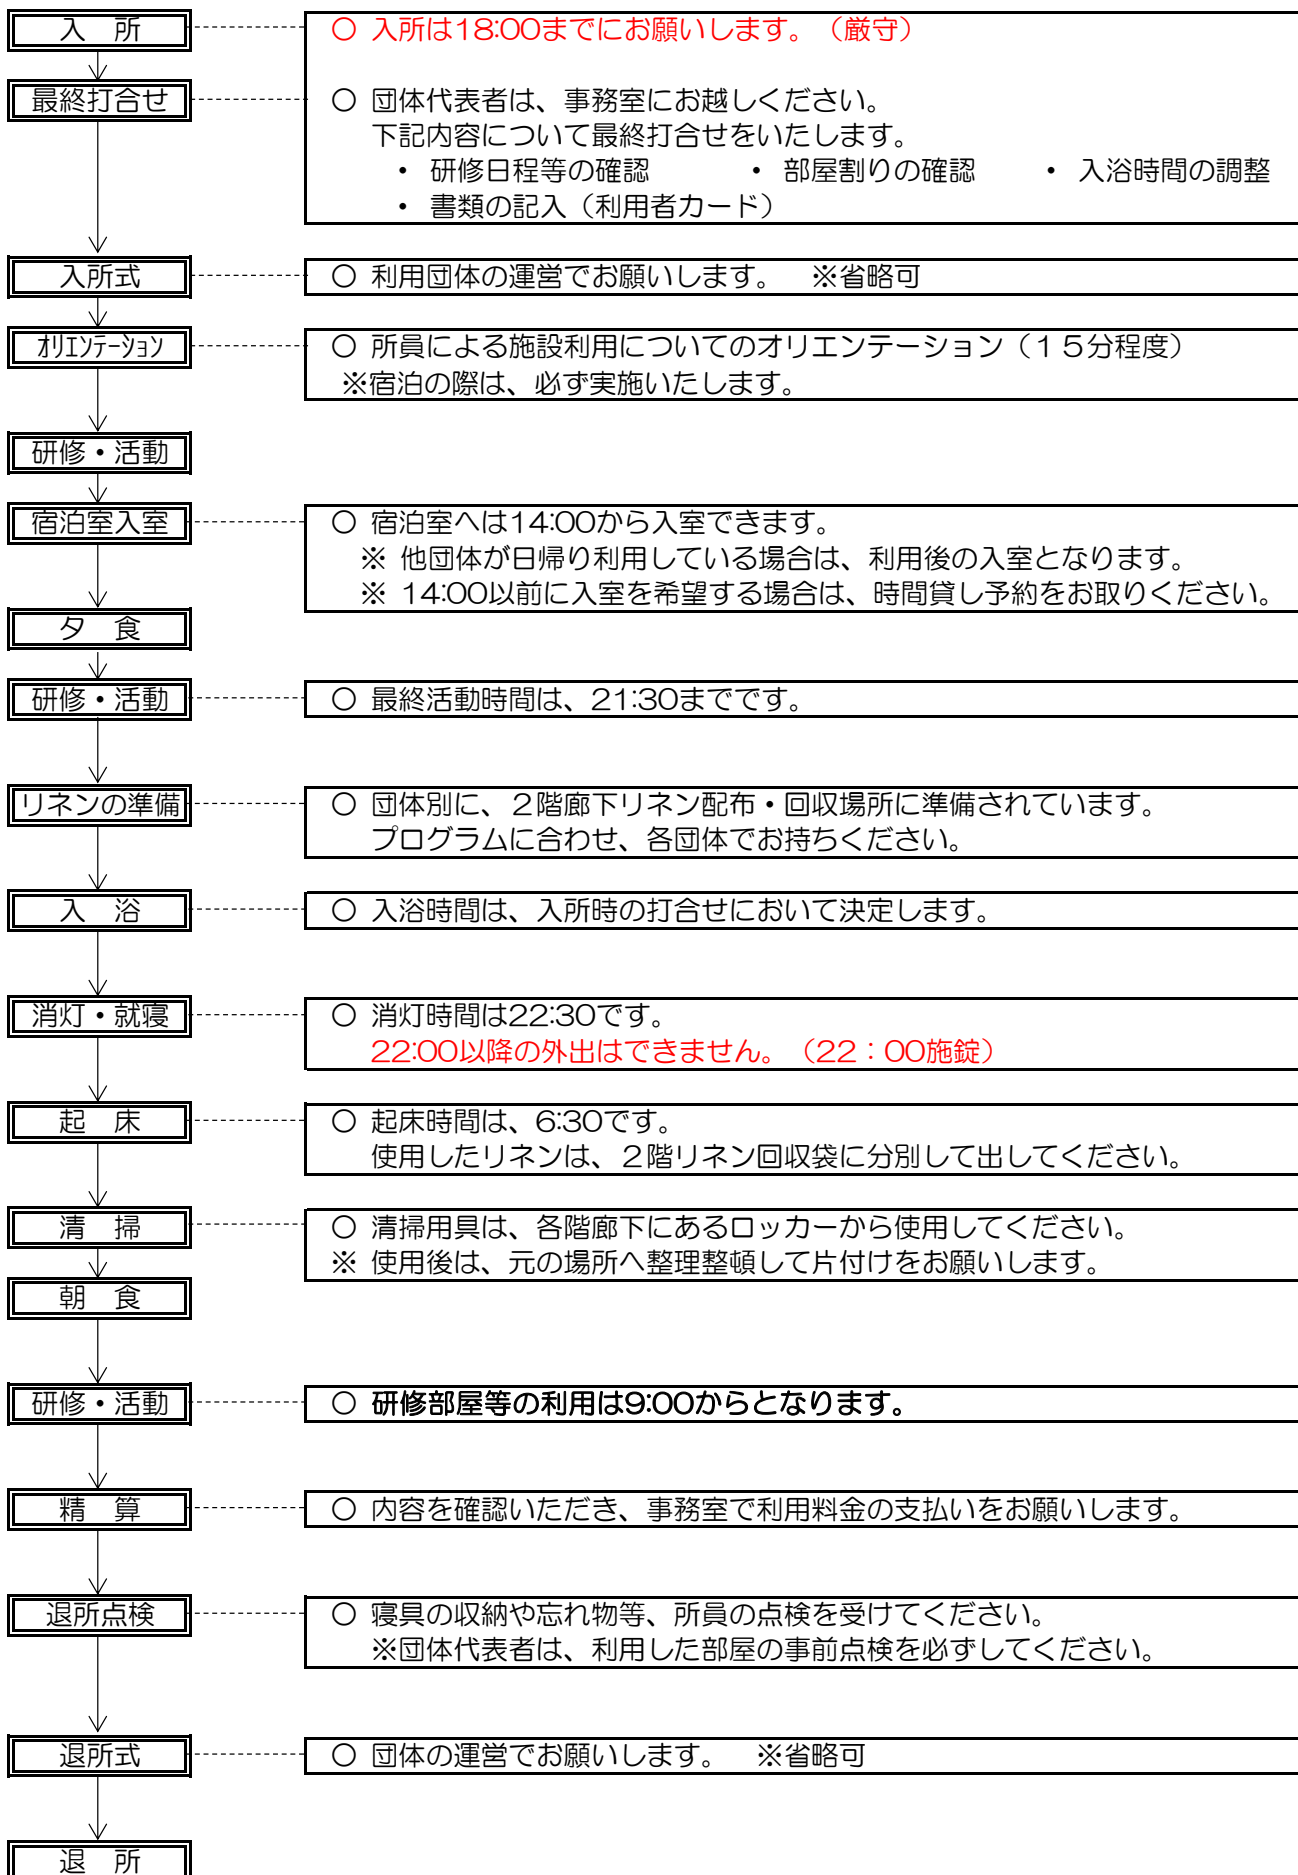 入　所
○ 入所は18:00までにお願いします。（厳守）
最終打合せ
○ 団体代表者は、事務室にお越しください。
下記内容について最終打合せをいたします。
・ 研修日程等の確認　　・ 部屋割りの確認　　・ 入浴時間の調整
・ 書類の記入（利用者カード）
入所式
○ 利用団体の運営でお願いします。　※省略可
ｵﾘｴﾝﾃｰｼｮﾝ
○ 所員による施設利用についてのオリエンテーション（１５分程度）
※宿泊の際は、必ず実施いたします。
研修・活動
宿泊室入室
○ 宿泊室へは14:00から入室できます。
※ 他団体が日帰り利用している場合は、利用後の入室となります。
※ 14:00以前に入室を希望する場合は、時間貸し予約をお取りください。
夕　食
研修・活動
○ 最終活動時間は、21:30までです。
リネンの準備
○ 団体別に、２階廊下リネン配布・回収場所に準備されています。
プログラムに合わせ、各団体でお持ちください。
入　浴
○ 入浴時間は、入所時の打合せにおいて決定します。
消灯・就寝
○ 消灯時間は22:30です。
22:00以降の外出はできません。（22：00施錠）
起　床
○ 起床時間は、6:30です。
使用したリネンは、２階リネン回収袋に分別して出してください。
清　掃
○ 清掃用具は、各階廊下にあるロッカーから使用してください。
※ 使用後は、元の場所へ整理整頓して片付けをお願いします。
朝　食
研修・活動
○ 研修部屋等の利用は9:00からとなります。
精　算
○ 内容を確認いただき、事務室で利用料金の支払いをお願いします。
退所点検
○ 寝具の収納や忘れ物等、所員の点検を受けてください。
※団体代表者は、利用した部屋の事前点検を必ずしてください。
退所式
○ 団体の運営でお願いします。　※省略可
退　所